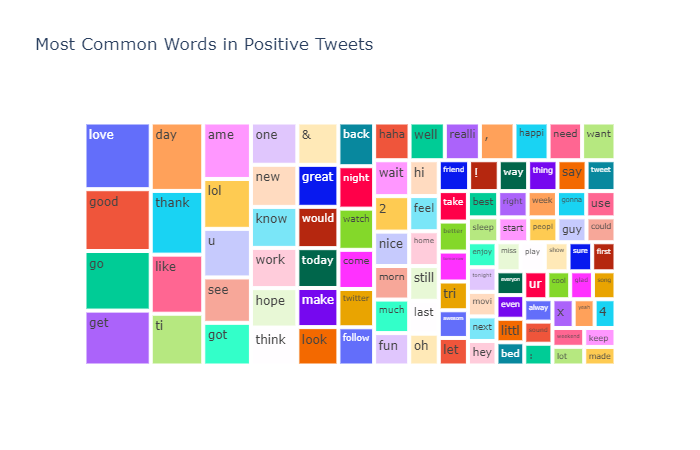 Most Common Words in Positive Tweets
love
good
go
get
day
thank
like
ti
ame
lol
u
see
got
one
new
know
work
hope
think
&
great
would
today
make
look
back
night
watch
come
twitter
follow
haha
well
realli
,
happi
need
want
wait
2
nice
morn
much
fun
hi
feel
home
still
last
oh
friend
!
way
thing
say
tweet
take
better
tri
awesom
let
best
right
week
gonna
use
sleep
start
peopl
guy
could
enjoy
miss
play
show
sure
first
tonight
movi
next
hey
everyon
even
littl
bed
ur
cool
glad
song
alway
x
yeah
4
around
weekend
keep
:
lot
made